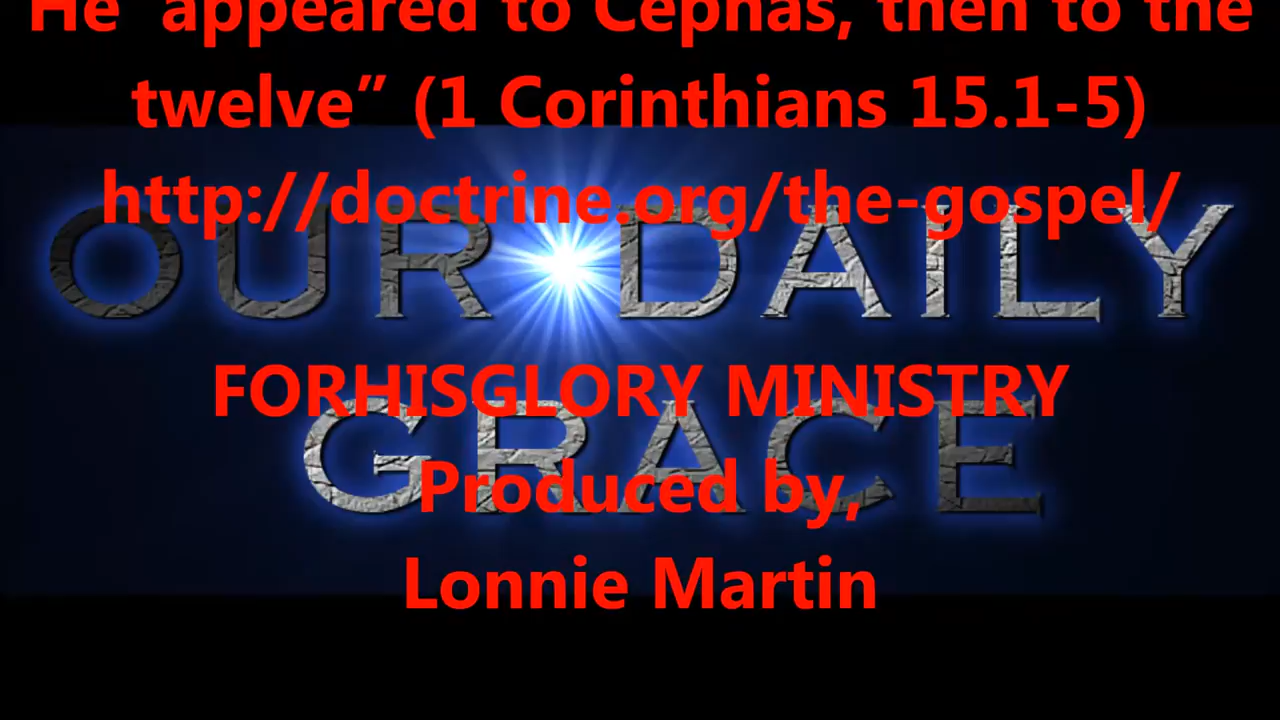 He appeared to Cephas, then to the
twelve” (1 Corinthians 15.1-5)
http://doctrine.org/the-gospel/
OUR DAILY
FORHISGLORY MINISTRY
GRACE
Produced by,
Lonnie Martin